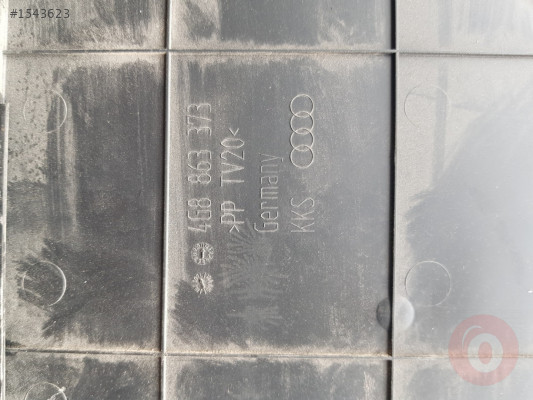 #1543623
4G8 863 373
>PP TV20<
Germany
KKS